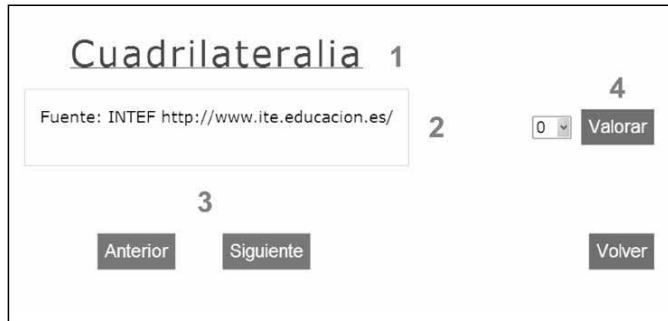 Cuadrilateralia 1
4
Fuente: INTEF http://www.ite.educacion.es/
2
0 Valorar
3
Anterior Siguiente Volver